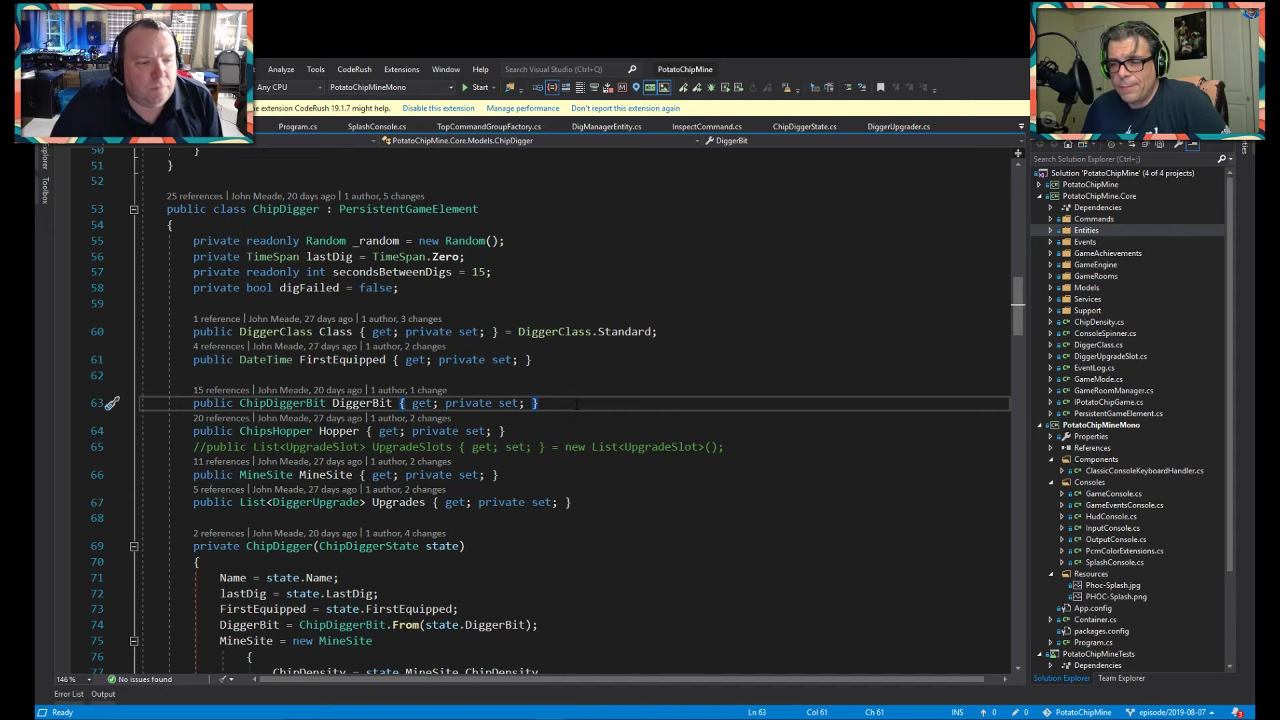 Analyze Tools CodeRush Extensions Window Help Search Visual Studio (Ctrl+Q) PotatoChipMine
Any CPU PotatoChipMineMono Start
he extension CodeRush 19.1.7 might help. Disable this extension Manage performance Don't report this extension again
Program.cs SplashConsole.cs TopCommandGroupFactory.cs DigManagerEntity.cs InspectCommand.cs ChipDiggerState.cs DiggerUpgrader.cs
PotatoChipMine.Core.Models.ChipDigger DiggerBit
Explorer
Toolbox
50 }
51 }
52
25 references | John Meade, 20 days ago | 1 author, 5 changes
53 public class ChipDigger : PersistentGameElement
54 {
55 private readonly Random _random = new Random();
56 private TimeSpan lastDig = TimeSpan.Zero;
57 private readonly int secondsBetweenDigs = 15;
58 private bool digFailed = false;
59
1 reference | John Meade, 27 days ago | 1 author, 3 changes
60 public DiggerClass Class { get; private set; } = DiggerClass.Standard;
4 references | John Meade, 27 days ago | 1 author, 2 changes
61 public DateTime FirstEquipped { get; private set; }
62
15 references | John Meade, 20 days ago | 1 author, 1 change
63 public ChipDiggerBit DiggerBit { get; private set; }
20 references | John Meade, 27 days ago | 1 author, 2 changes
64 public ChipsHopper Hopper { get; private set; }
65 //public List<UpgradeSlot> UpgradeSlots { get; set; } = new List<UpgradeSlot>();
11 references | John Meade, 27 days ago | 1 author, 2 changes
66 public MineSite MineSite { get; private set; }
5 references | John Meade, 27 days ago | 1 author, 2 changes
67 public List<DiggerUpgrade> Upgrades { get; private set; }
68
2 references | John Meade, 20 days ago | 1 author, 4 changes
69 private ChipDigger(ChipDiggerState state)
70 {
71 Name = state.Name;
72 lastDig = state.LastDig;
73 FirstEquipped = state.FirstEquipped;
74 DiggerBit = ChipDiggerBit.From(state.DiggerBit);
75 MineSite = new MineSite
76 {
77 ChipDensity = state.MineSite.ChipDensity
146 % No issues found
Error List Output
Search Solution Explorer (Ctrl+;)
Solution 'PotatoChipMine' (4 of 4 projects)
PotatoChipMine
PotatoChipMine.Core
Dependencies
Commands
Entities
Events
GameAchievements
GameEngine
GameRooms
Models
Services
Support
ChipDensity.cs
ConsoleSpinner.cs
DiggerClass.cs
DiggerUpgradeSlot.cs
EventLog.cs
GameMode.cs
IPotatoChipGame.cs
PersistentGameElement.cs
PotatoChipMineMono
Properties
References
Components
ClassicConsoleKeyboardHandler.cs
Consoles
GameConsole.cs
GameEventsConsole.cs
HudConsole.cs
InputConsole.cs
OutputConsole.cs
PcmColorExtensions.cs
SplashConsole.cs
Resources
Phoc-Splash.jpg
PHOC-Splash.png
App.config
Container.cs
packages.config
Program.cs
PotatoChipMineTests
Dependencies
Solution Explorer Team Explorer
Ready Ln 63 Col 61 Ch 61 INS 0 0 PotatoChipMine episode/2019-08-07